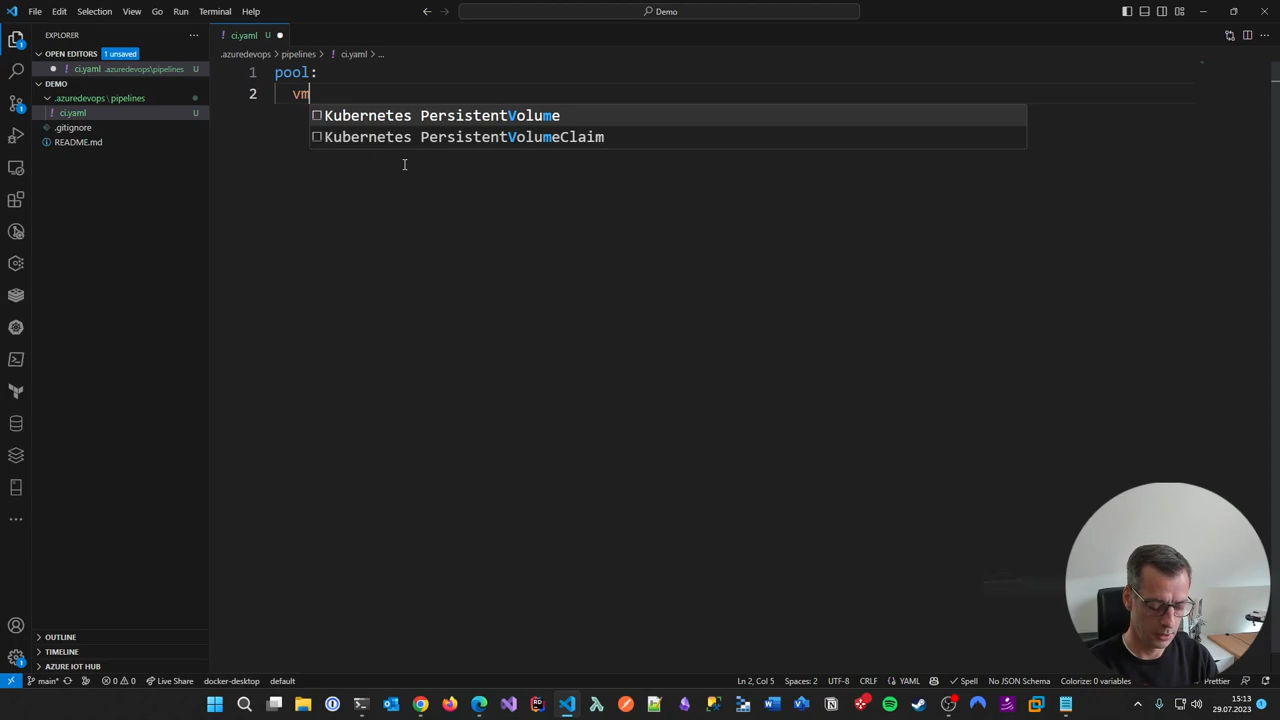 File Edit Selection View Go Run Terminal Help
Demo
EXPLORER
OPEN EDITORS 1 unsaved
ci.yaml .azuredevops\pipelines U
DEMO
.azuredevops \ pipelines
ci.yaml U
.gitignore
README.md
OUTLINE
TIMELINE
AZURE IOT HUB
ci.yaml U
.azuredevops > pipelines > ci.yaml > ...
1 pool:
2 vm
Kubernetes PersistentVolume
Kubernetes PersistentVolumeClaim
main* 0 0 Live Share docker-desktop default Ln 2, Col 5 Spaces: 2 UTF-8 CRLF YAML Spell No JSON Schema Colorize: 0 variables Prettier
15:13
29.07.2023